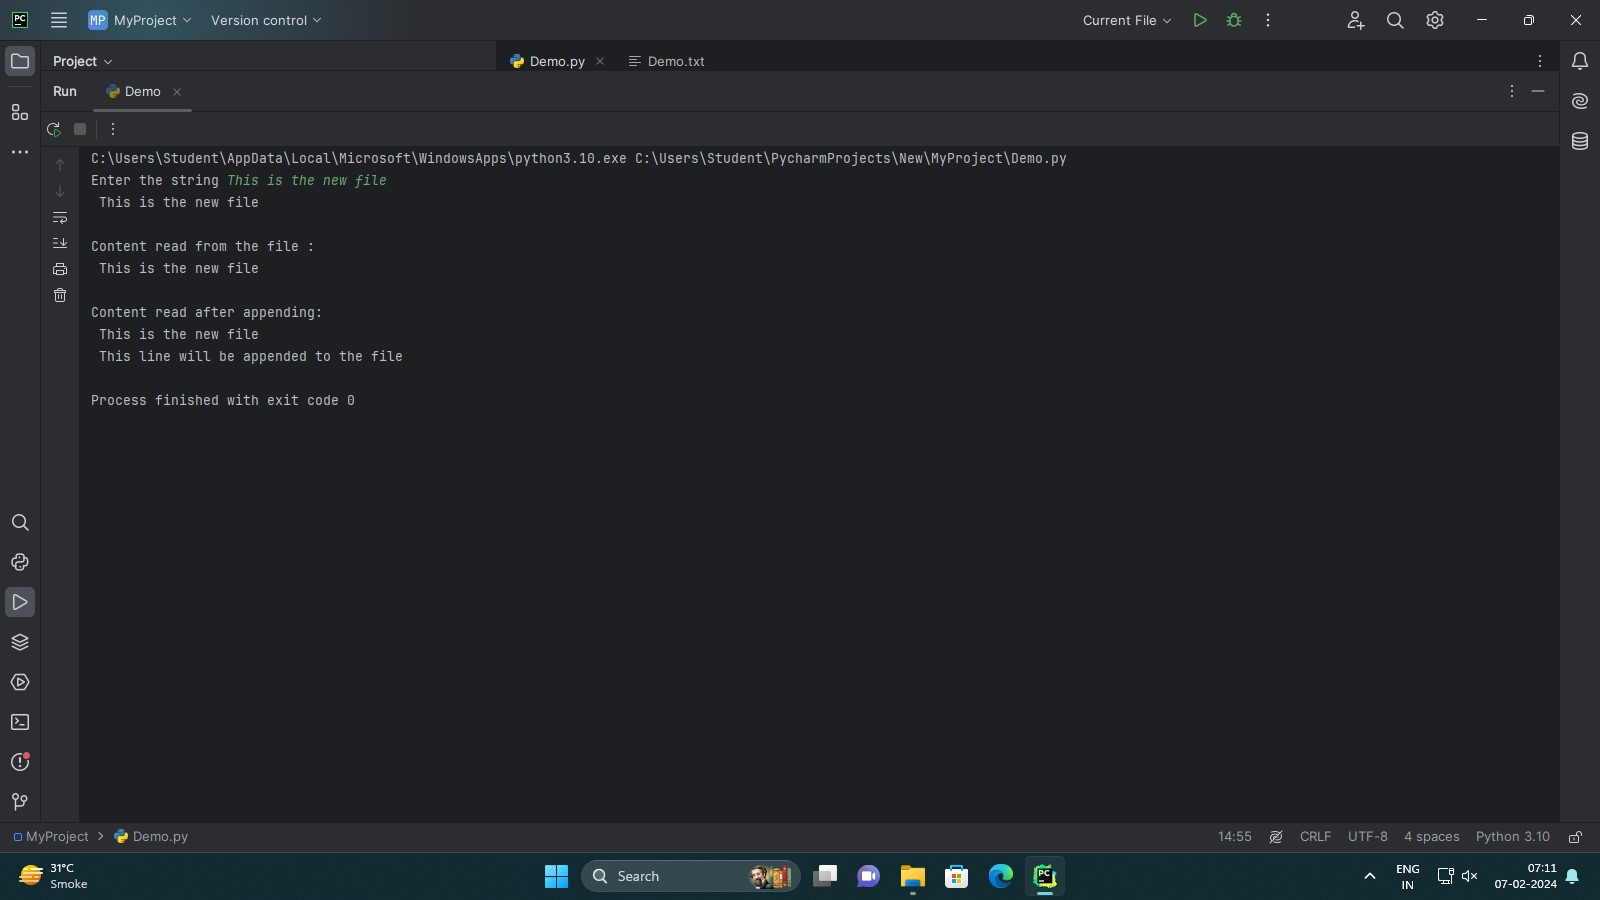 PC MP MyProject Version control Current File
Project Demo.py Demo.txt
Run Demo
C:\Users\Student\AppData\Local\Microsoft\WindowsApps\python3.10.exe C:\Users\Student\PycharmProjects\New\MyProject\Demo.py
Enter the string This is the new file
This is the new file
Content read from the file :
This is the new file
Content read after appending:
This is the new file
This line will be appended to the file
Process finished with exit code 0
MyProject > Demo.py 14:55 CRLF UTF-8 4 spaces Python 3.10
31°C
Smoke
Search
PC
ENG
IN
07:11
07-02-2024